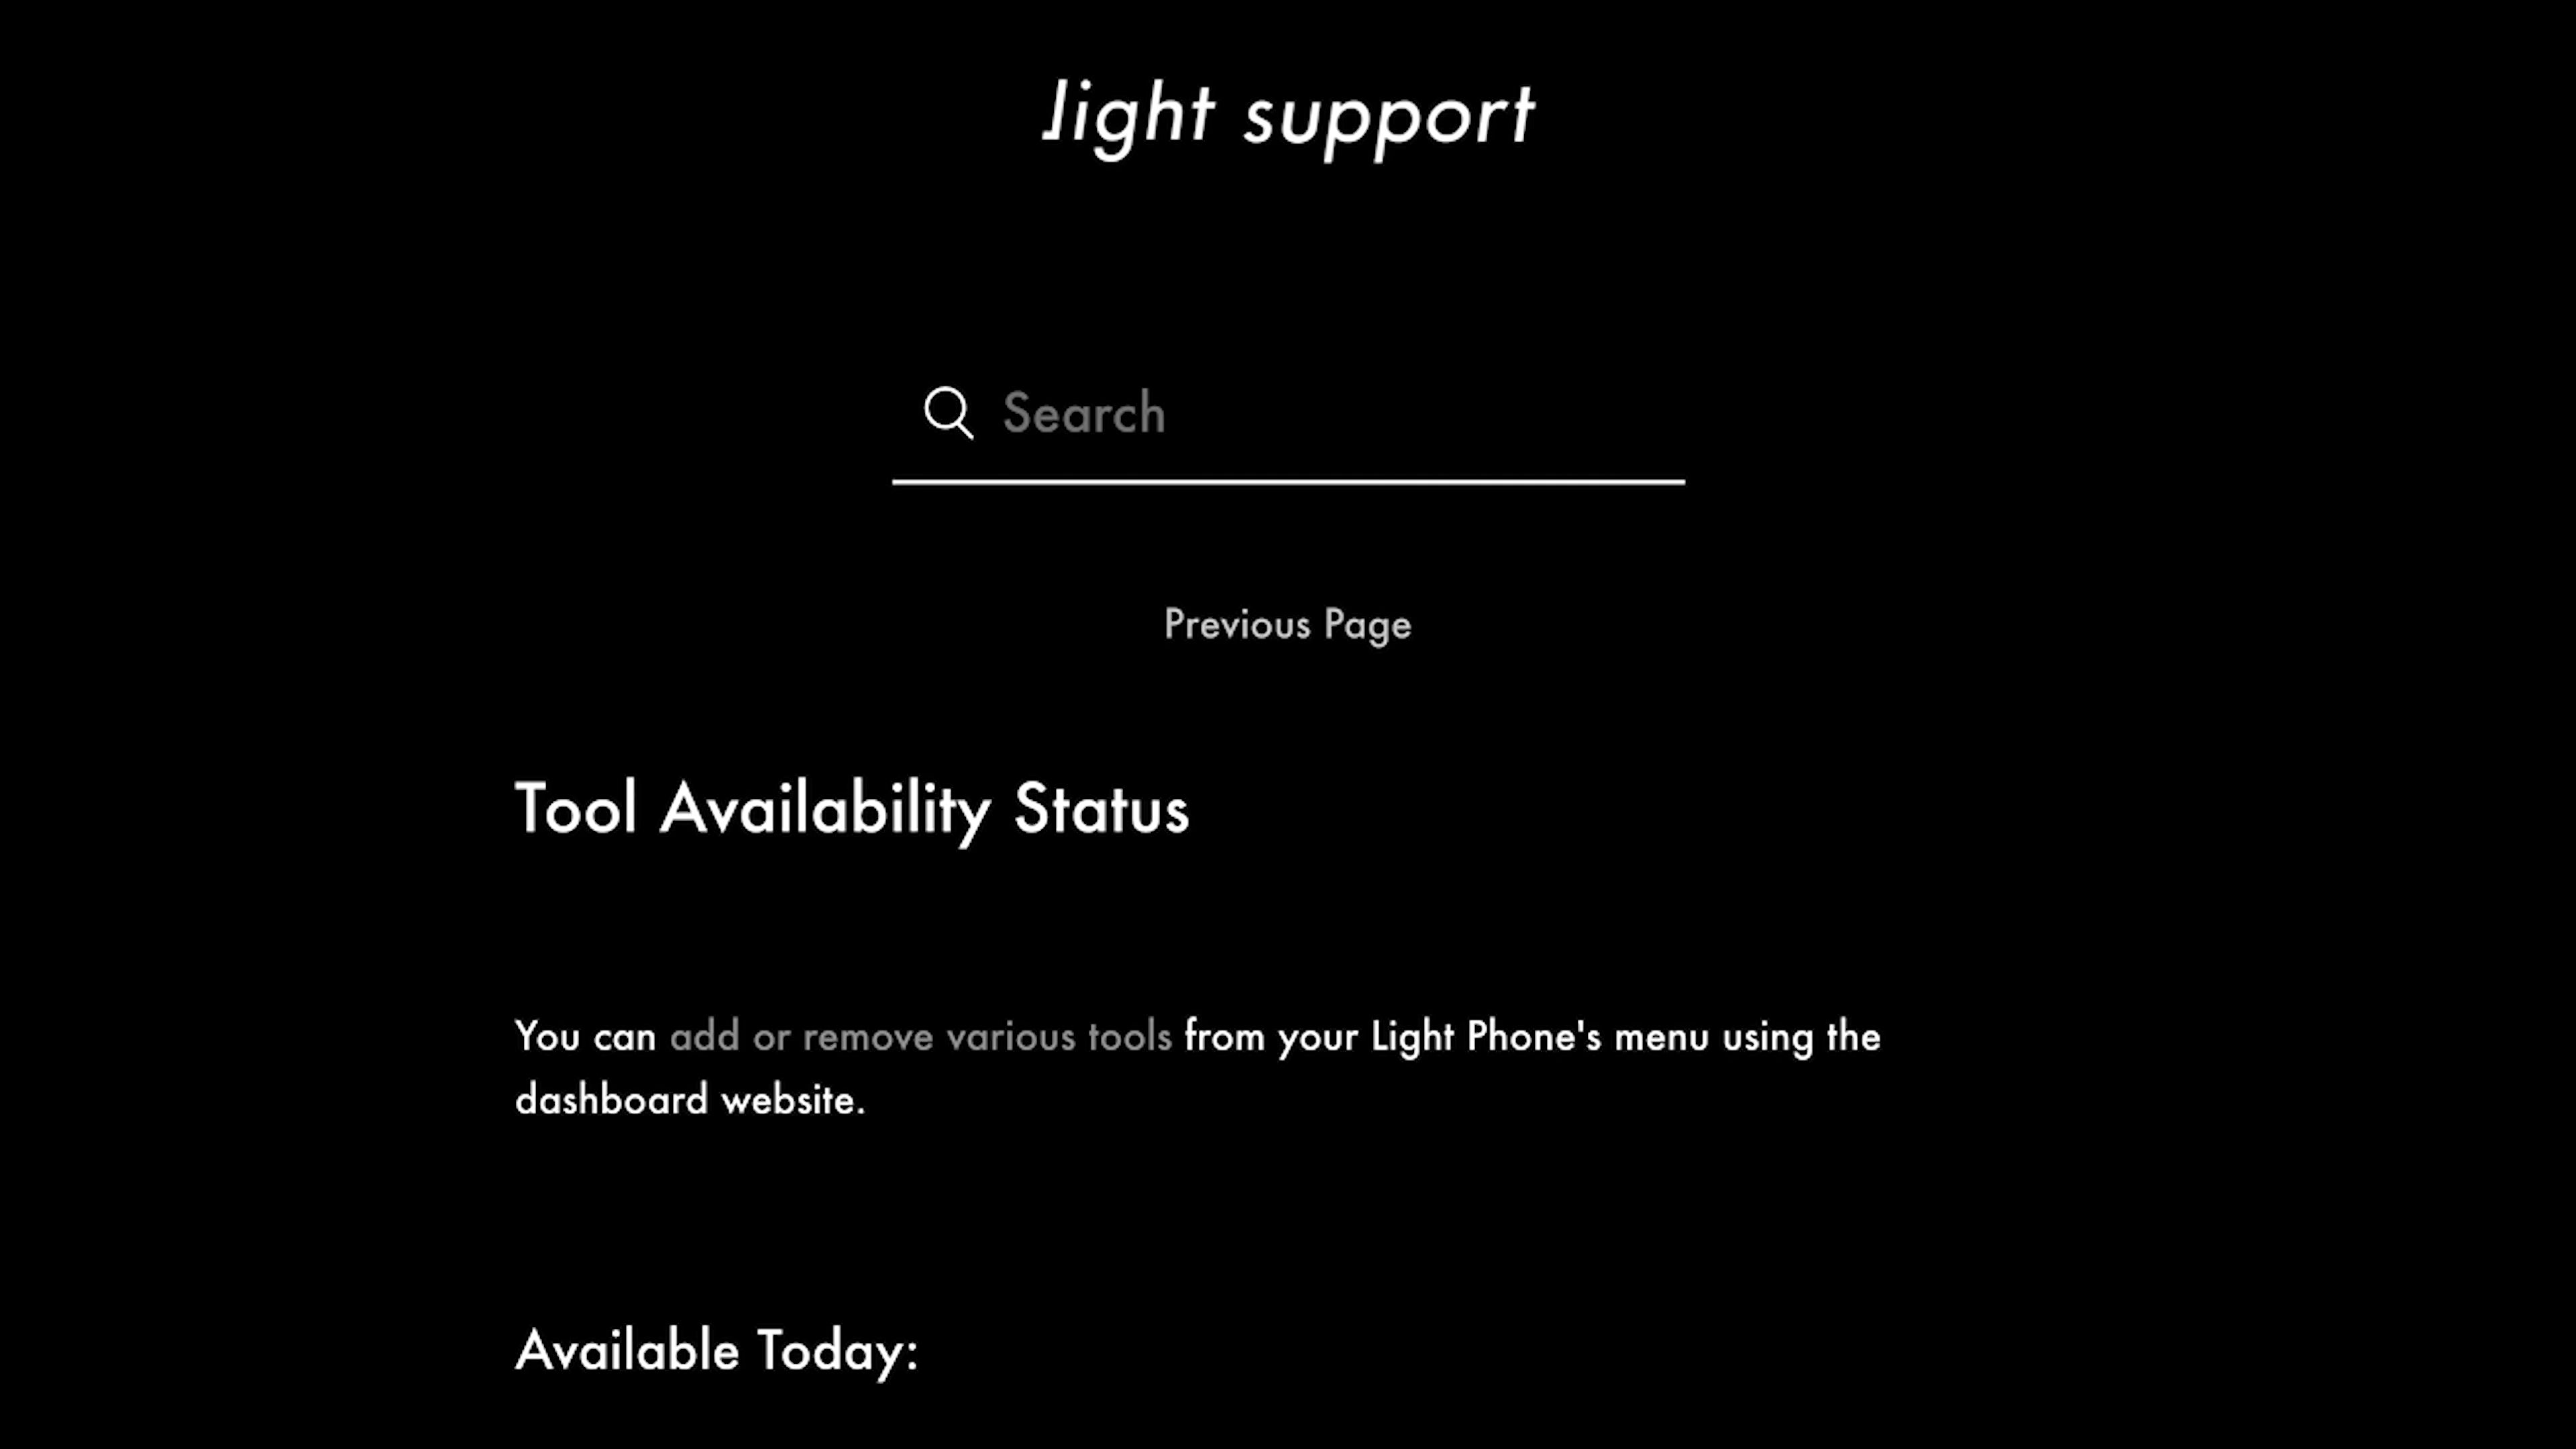 light support
Search
Previous Page
Tool Availability Status
You can add or remove various tools from your Light Phone's menu using the
dashboard website.
Available Today: